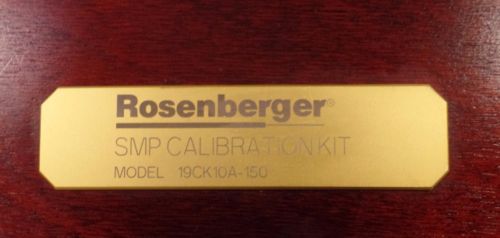 Rosenberger®
SMP CALIBRATION KIT
MODEL 19CK10A-150